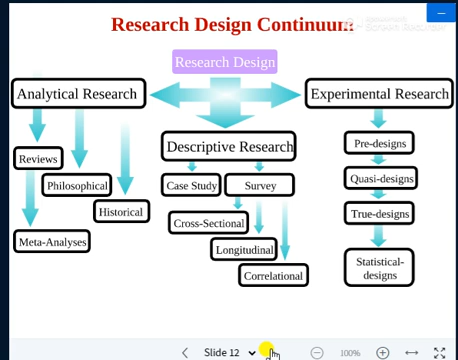 Research Design Continuum
Research Design
Analytical Research
Experimental Research
Descriptive Research
Pre-designs
Reviews
Case Study
Survey
Quasi-designs
Philosophical
Historical
Cross-Sectional
True-designs
Meta-Analyses
Longitudinal
Correlational
Statistical-
designs
Slide 12
100%